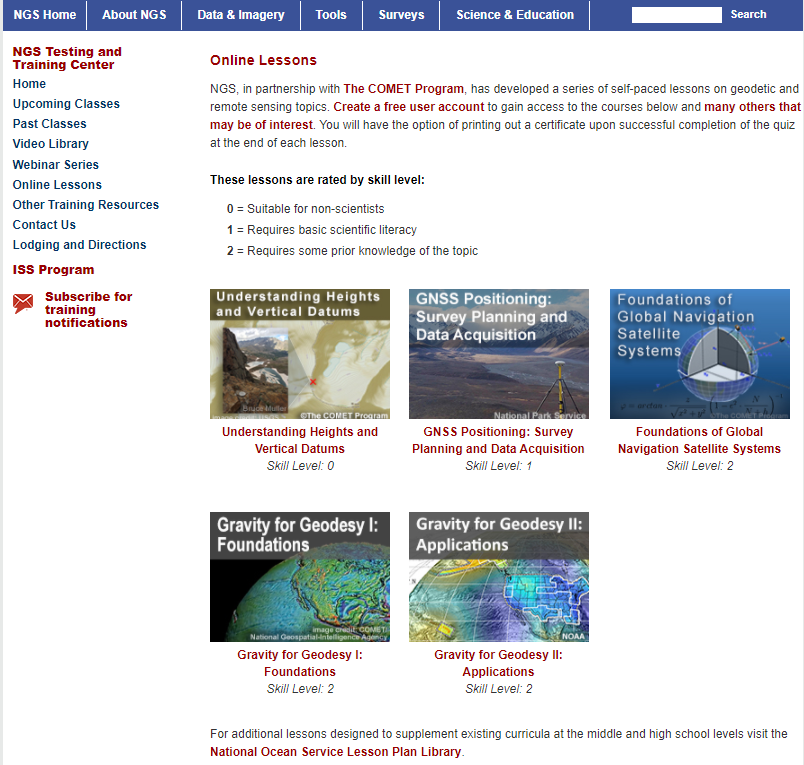 NGS Home
About NGS
Data & Imagery
Tools
Surveys
Science & Education
Search
NGS Testing and
Training Center
Home
Upcoming Classes
Past Classes
Video Library
Webinar Series
Online Lessons
Other Training Resources
Contact Us
Lodging and Directions
ISS Program
Subscribe for
training
notifications
Online Lessons
NGS, in partnership with The COMET Program, has developed a series of self-paced lessons on geodetic and
remote sensing topics. Create a free user account to gain access to the courses below and many others that
may be of interest. You will have the option of printing out a certificate upon successful completion of the quiz
at the end of each lesson.
These lessons are rated by skill level:
0 = Suitable for non-scientists
1 = Requires basic scientific literacy
2 = Requires some prior knowledge of the topic
Understanding Heights
and Vertical Datums
Bruce Muller
©The COMET Program
Understanding Heights and
Vertical Datums
Skill Level: 0
GNSS Positioning:
Survey Planning and
Data Acquisition
National Park Service
GNSS Positioning: Survey
Planning and Data Acquisition
Skill Level: 1
Foundations of
Global Navigation
Satellite
Systems
©The COMET Program
Foundations of Global
Navigation Satellite Systems
Skill Level: 2
Gravity for Geodesy I:
Foundations
image credit: COMET/
National Geospatial-Intelligence Agency
Gravity for Geodesy I:
Foundations
Skill Level: 2
Gravity for Geodesy II:
Applications
NOAA
Gravity for Geodesy II:
Applications
Skill Level: 2
For additional lessons designed to supplement existing curricula at the middle and high school levels visit the
National Ocean Service Lesson Plan Library.